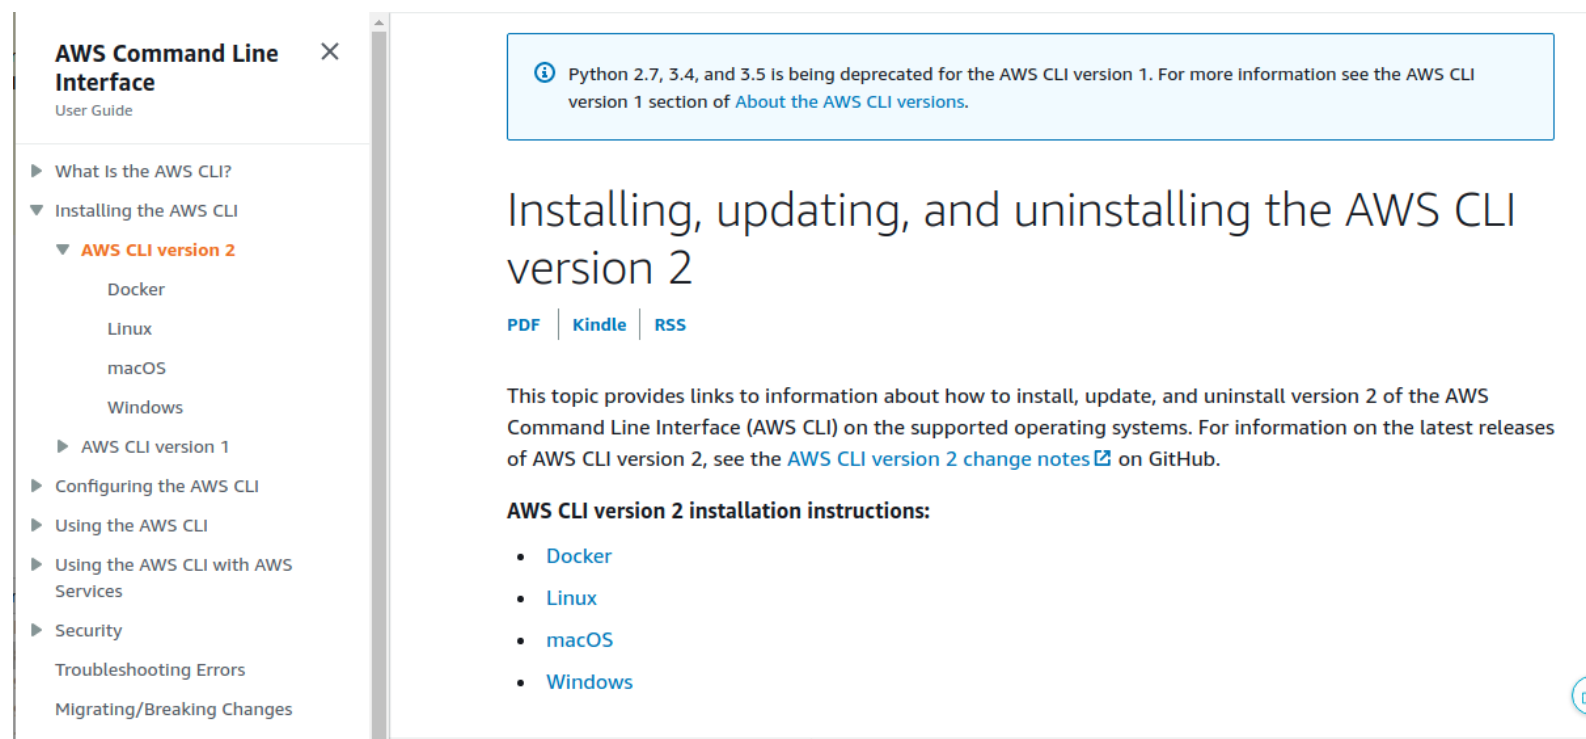 AWS Command Line
Interface
User Guide
What Is the AWS CLI?
Installing the AWS CLI
AWS CLI version 2
Docker
Linux
macOS
Windows
AWS CLI version 1
Configuring the AWS CLI
Using the AWS CLI
Using the AWS CLI with AWS
Services
Security
Troubleshooting Errors
Migrating/Breaking Changes
Python 2.7, 3.4, and 3.5 is being deprecated for the AWS CLI version 1. For more information see the AWS CLI
version 1 section of About the AWS CLI versions.
Installing, updating, and uninstalling the AWS CLI
version 2
PDF Kindle RSS
This topic provides links to information about how to install, update, and uninstall version 2 of the AWS
Command Line Interface (AWS CLI) on the supported operating systems. For information on the latest releases
of AWS CLI version 2, see the AWS CLI version 2 change notes on GitHub.
AWS CLI version 2 installation instructions:
• Docker
• Linux
• macOS
• Windows